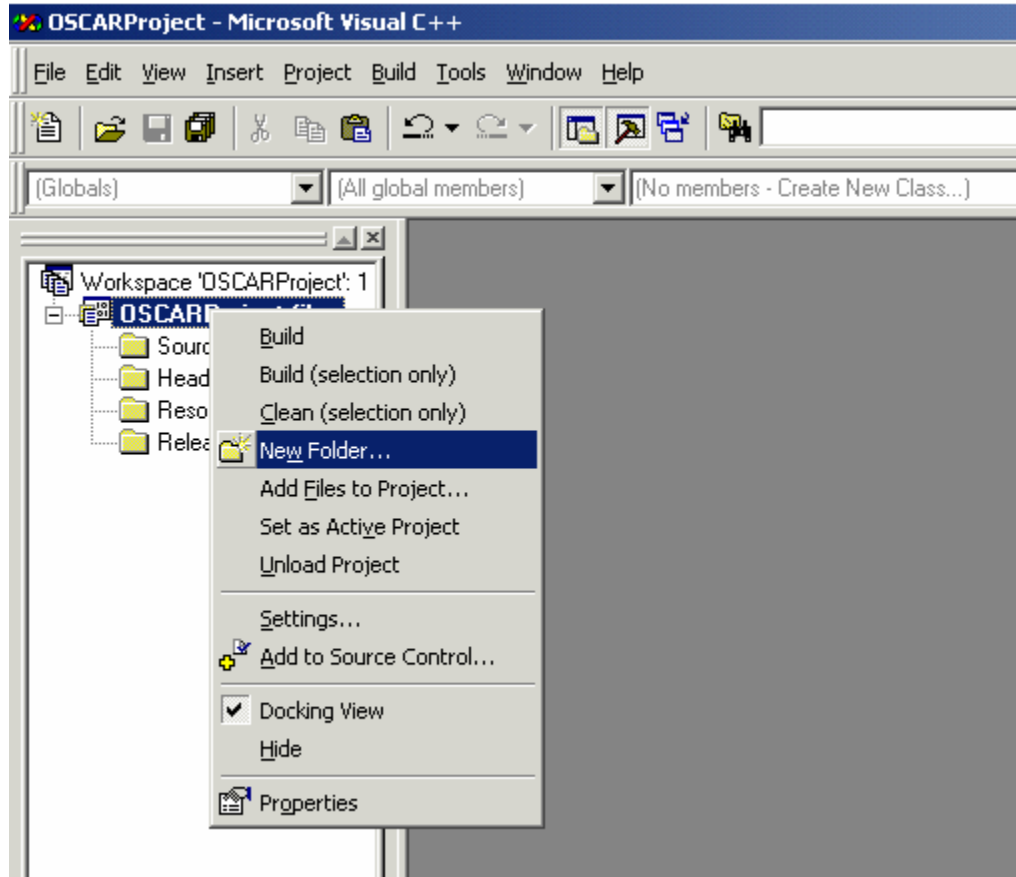 OSCARProject - Microsoft Visual C++
File Edit View Insert Project Build Tools Window Help
(Globals) (All global members) (No members - Create New Class...)
Workspace 'OSCARProject': 1
Build
Build (selection only)
Clean (selection only)
New Folder...
Add Files to Project...
Set as Active Project
Unload Project
Settings...
Add to Source Control...
Docking View
Hide
Properties